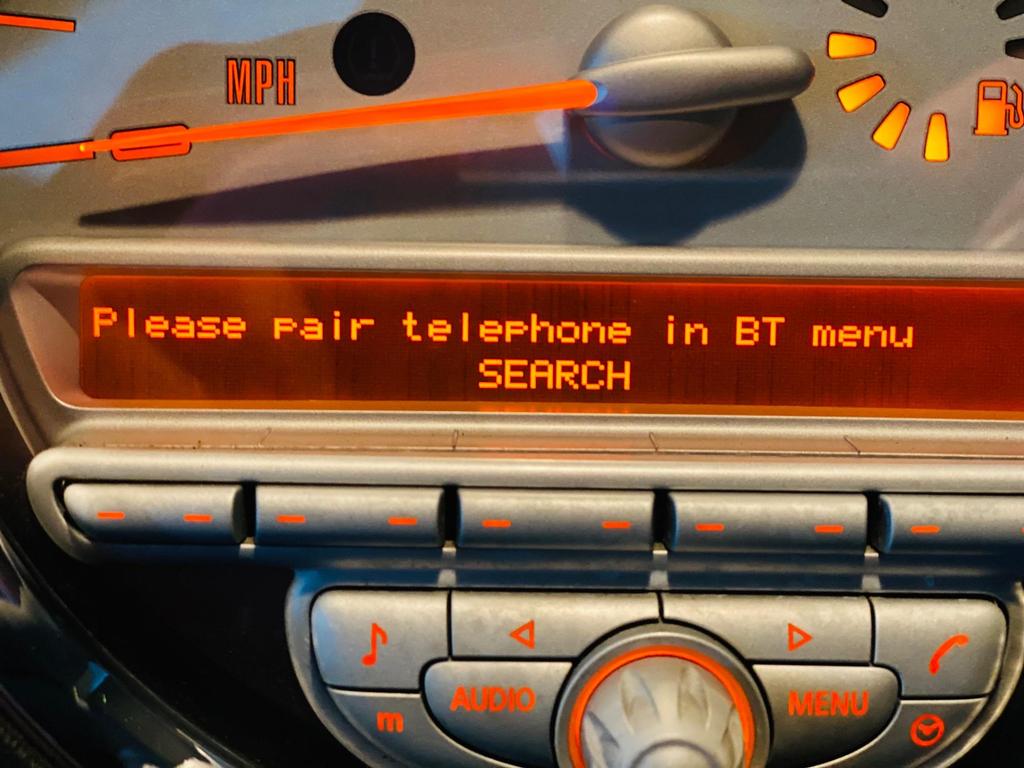 MPH
Please pair telephone in BT menu
SEARCH
AUDIO
MENU
m